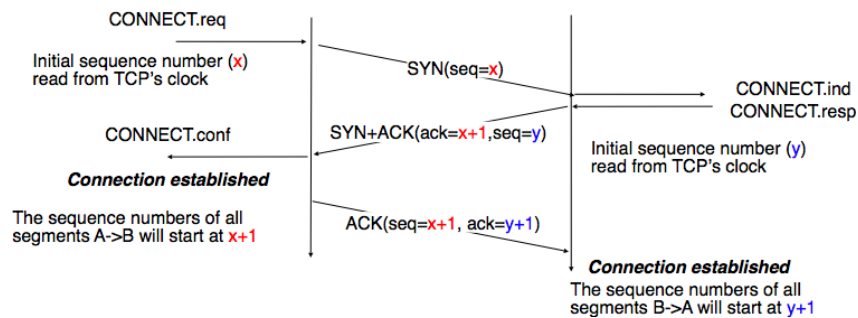 CONNECT.req
Initial sequence number (x)
read from TCP's clock
SYN(seq=x)
CONNECT.ind
CONNECT.resp
CONNECT.conf
SYN+ACK(ack=x+1,seq=y)
Initial sequence number (y)
read from TCP's clock
Connection established
The sequence numbers of all
segments A->B will start at x+1
ACK(seq=x+1, ack=y+1)
Connection established
The sequence numbers of all
segments B->A will start at y+1